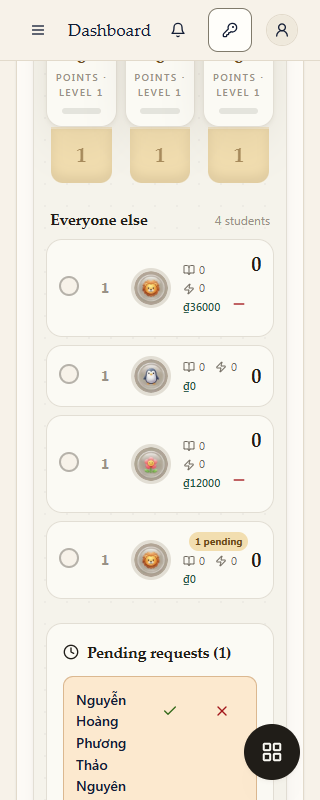 Dashboard
POINTS · POINTS · POINTS ·
LEVEL 1 LEVEL 1 LEVEL 1
1 1 1
Everyone else 4 students
1 0 0 ₫36000 0
1 0 0 ₫0 0
1 0 0 ₫12000 0
1 1 pending 0 0 ₫0 0
Pending requests (1)
Nguyễn
Hoàng
Phương
Thảo
Nguyên